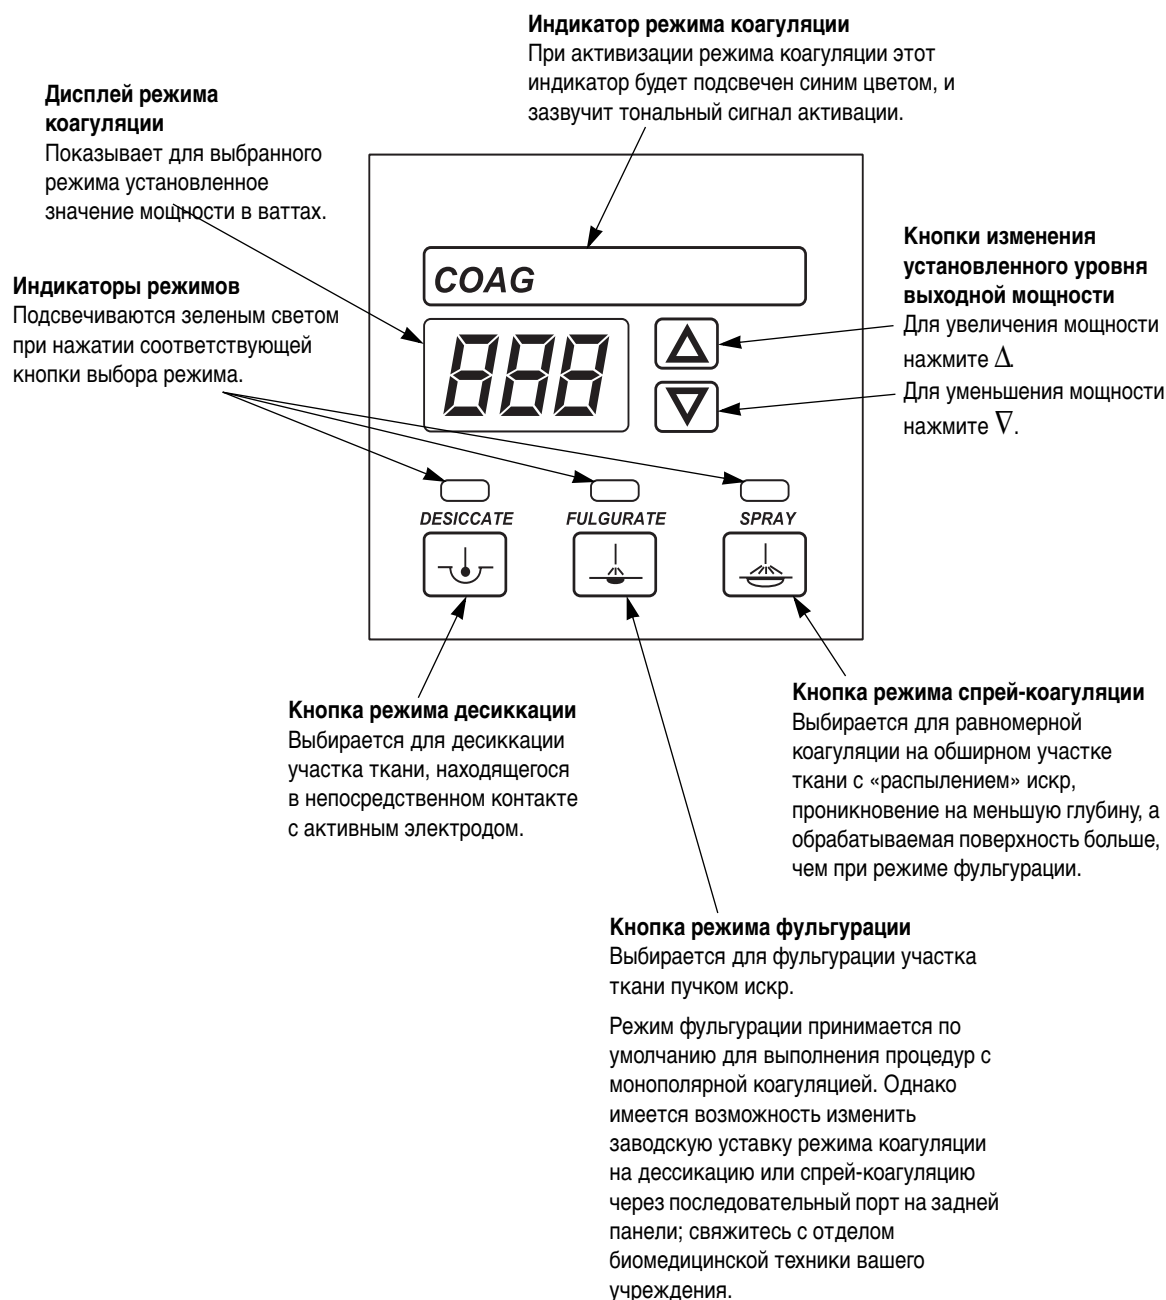 Индикатор режима коагуляции
При активизации режима коагуляции этот
индикатор будет подсвечен синим цветом, и
зазвучит тональный сигнал активации.
Дисплей режима
коагуляции
Показывает для выбранного
режима установленное
значение мощности в ваттах.
Индикаторы режимов
Подсвечиваются зеленым светом
при нажатии соответствующей
кнопки выбора режима.
Кнопки изменения
установленного уровня
выходной мощности
Для увеличения мощности
нажмите Δ.
Для уменьшения мощности
нажмите ∇.
COAG
888
DESICCATE
FULGURATE
SPRAY
Кнопка режима десиккации
Выбирается для десиккации
участка ткани, находящегося
в непосредственном контакте
с активным электродом.
Кнопка режима спрей-коагуляции
Выбирается для равномерной
коагуляции на обширном участке
ткани с «распылением» искр,
проникновение на меньшую глубину, а
обрабатываемая поверхность больше,
чем при режиме фульгурации.
Кнопка режима фульгурации
Выбирается для фульгурации участка
ткани пучком искр.
Режим фульгурации принимается по
умолчанию для выполнения процедур с
монополярной коагуляцией. Однако
имеется возможность изменить
заводскую уставку режима коагуляции
на дессикацию или спрей-коагуляцию
через последовательный порт на задней
панели; свяжитесь с отделом
биомедицинской техники вашего
учреждения.